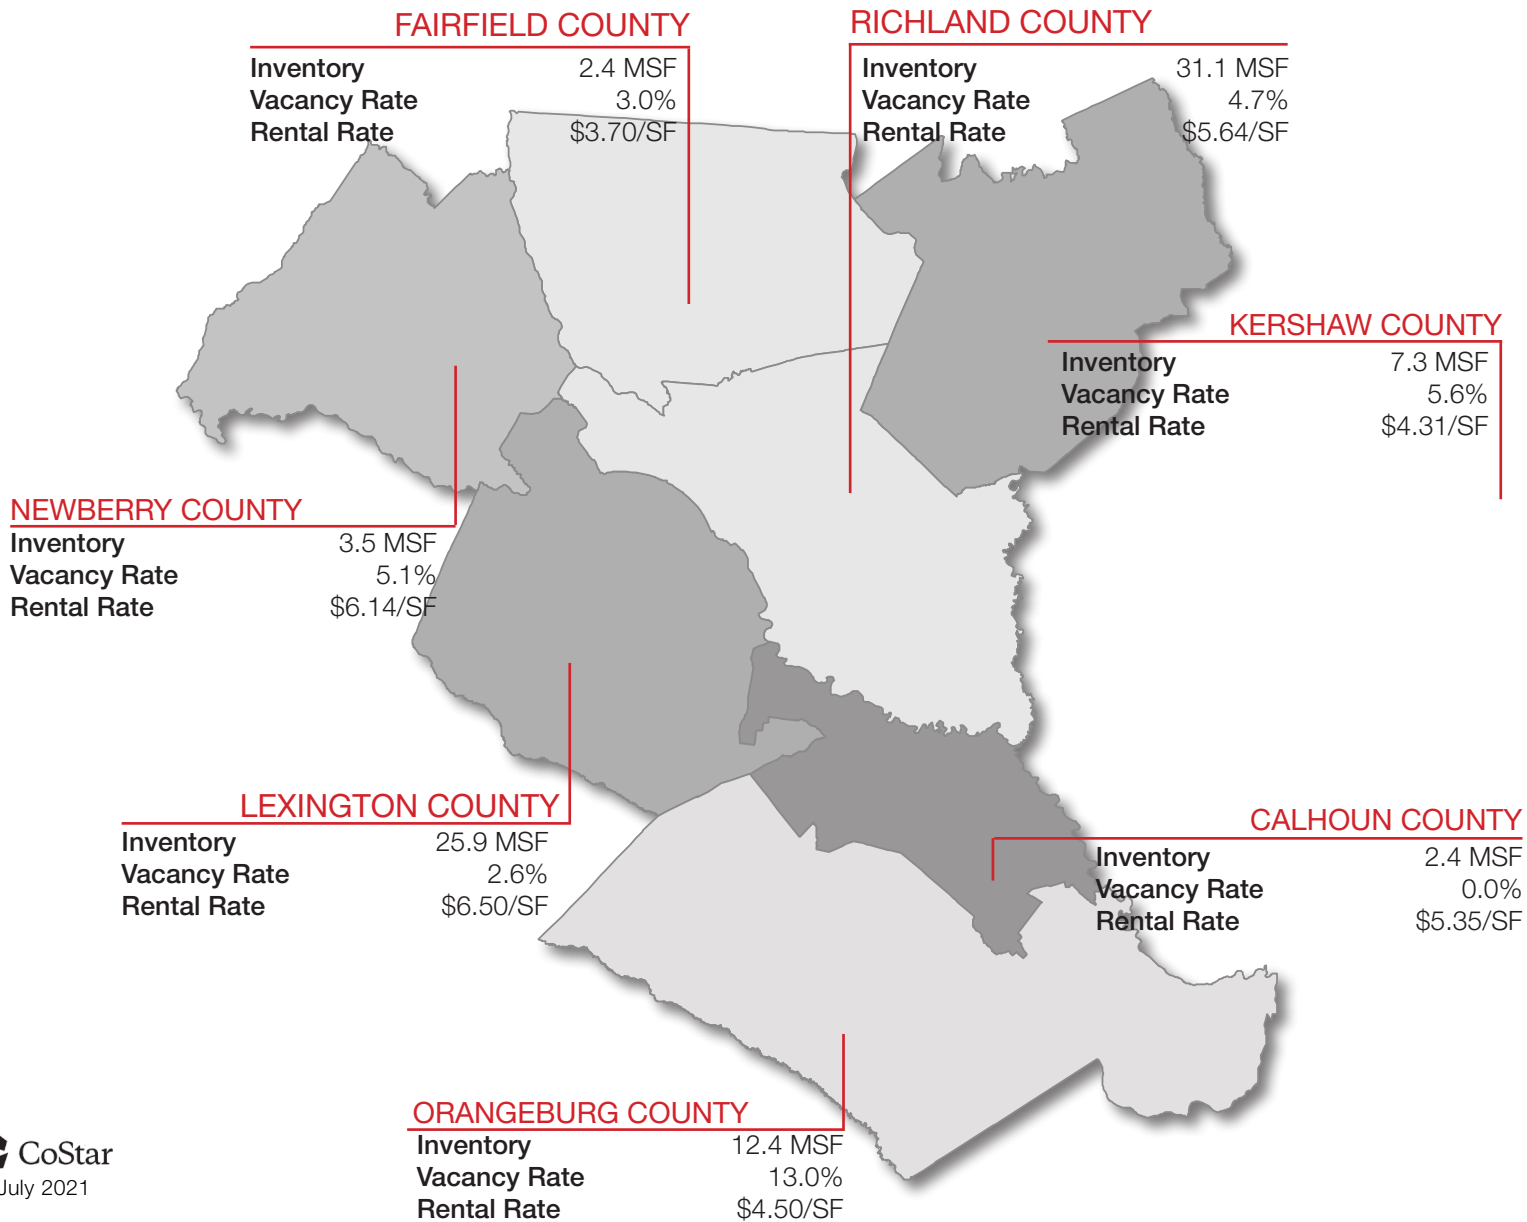 FAIRFIELD COUNTY
Inventory 2.4 MSF
Vacancy Rate 3.0%
Rental Rate $3.70/SF
RICHLAND COUNTY
Inventory 31.1 MSF
Vacancy Rate 4.7%
Rental Rate $5.64/SF
KERSHAW COUNTY
Inventory 7.3 MSF
Vacancy Rate 5.6%
Rental Rate $4.31/SF
NEWBERRY COUNTY
Inventory 3.5 MSF
Vacancy Rate 5.1%
Rental Rate $6.14/SF
LEXINGTON COUNTY
Inventory 25.9 MSF
Vacancy Rate 2.6%
Rental Rate $6.50/SF
CALHOUN COUNTY
Inventory 2.4 MSF
Vacancy Rate 0.0%
Rental Rate $5.35/SF
ORANGEBURG COUNTY
Inventory 12.4 MSF
Vacancy Rate 13.0%
Rental Rate $4.50/SF
CoStar
July 2021